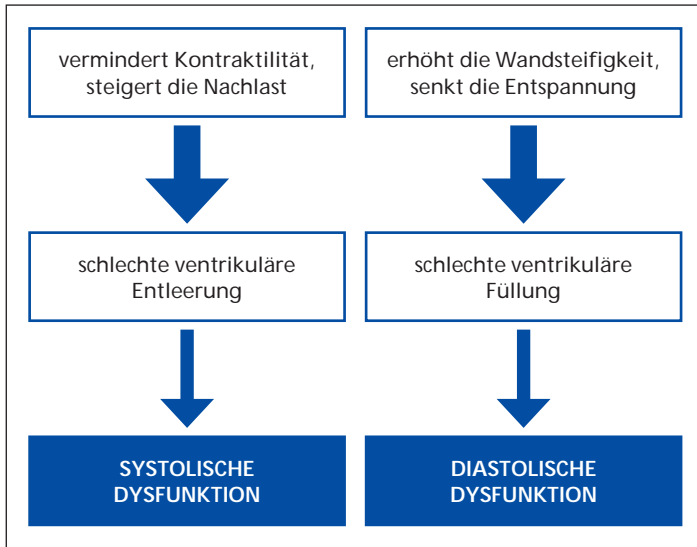 vermindert Kontraktilität,
steigert die Nachlast
erhöht die Wandsteifigkeit,
senkt die Entspannung
schlechte ventrikuläre
Entleerung
schlechte ventrikuläre
Füllung
SYSTOLISCHE
DYSFUNKTION
DIASTOLISCHE
DYSFUNKTION